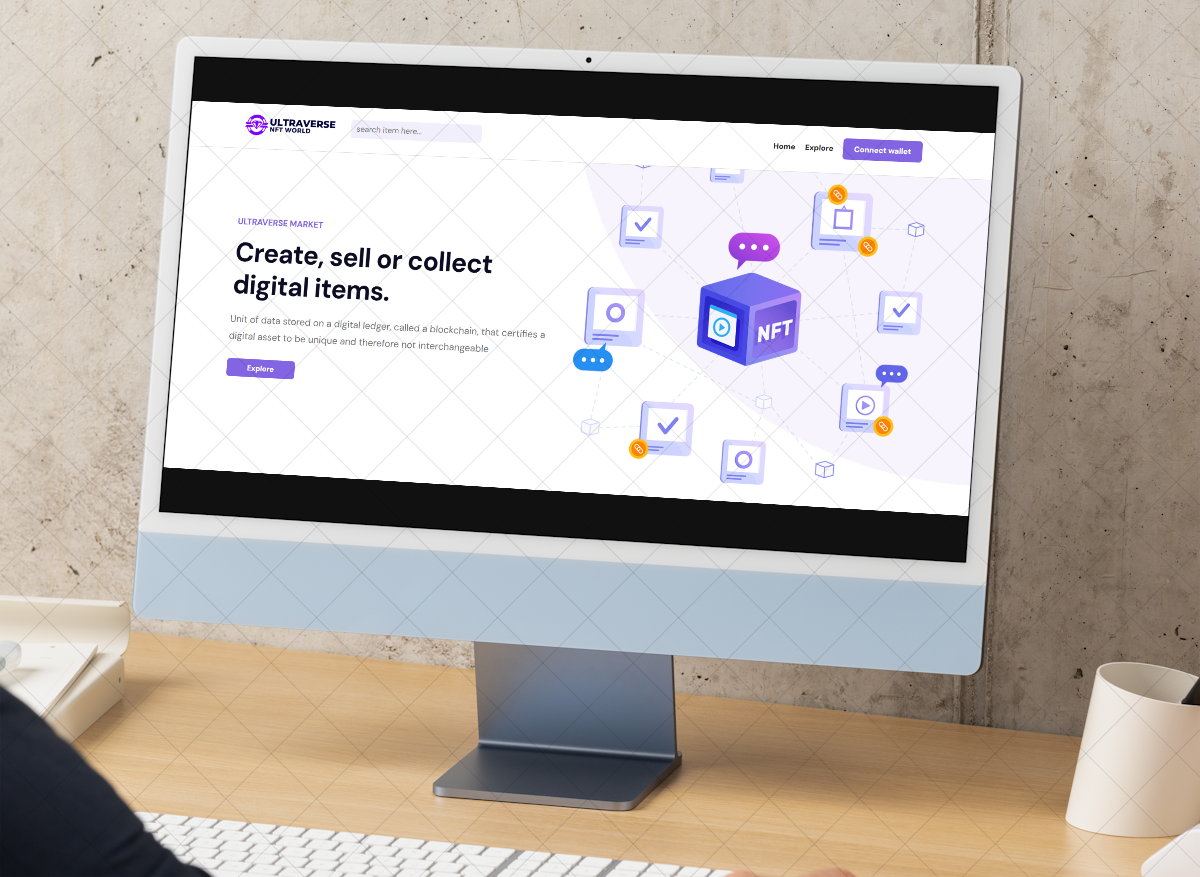 ULTRAVERSE
NFT WORLD
search item here...
Home
Explore
Connect wallet
ULTRAVERSE MARKET
Create, sell or collect
digital items.
Unit of data stored on a digital ledger, called a blockchain, that certifies a
digital asset to be unique and therefore not interchangeable
Explore
NFT